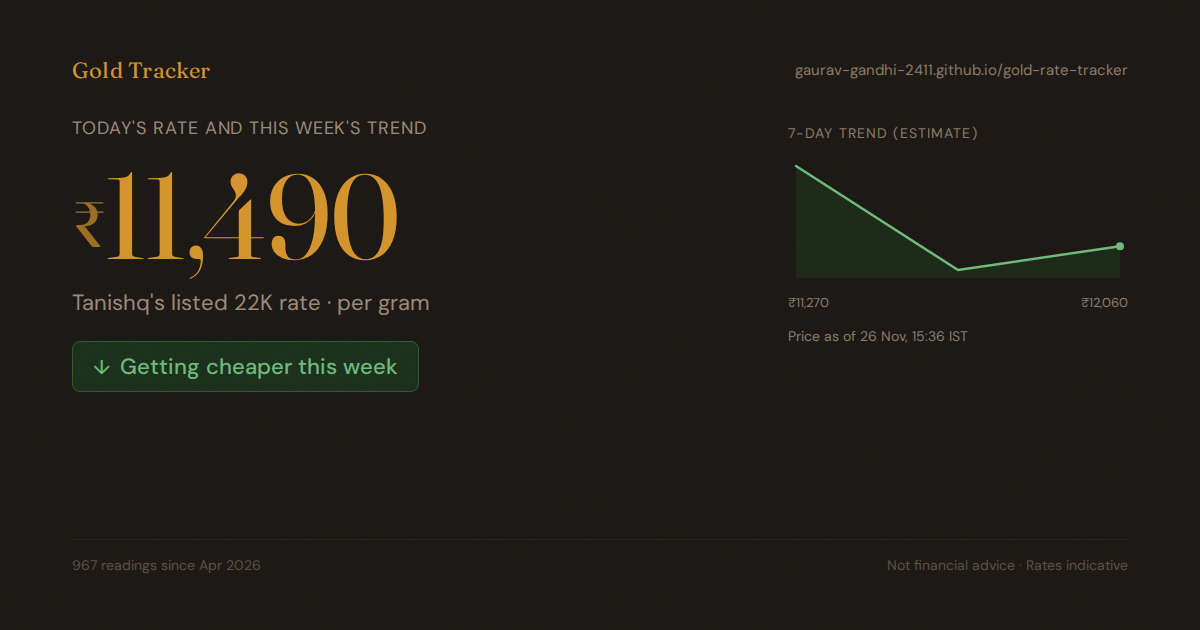 Gold Tracker
gaurav-gandhi-2411.github.io/gold-rate-tracker
TODAY'S RATE AND THIS WEEK'S TREND
₹11,490
Tanishq's listed 22K rate · per gram
↓ Getting cheaper this week
7-DAY TREND (ESTIMATE)
₹11,270
₹12,060
Price as of 26 Nov, 15:36 IST
967 readings since Apr 2026
Not financial advice · Rates indicative